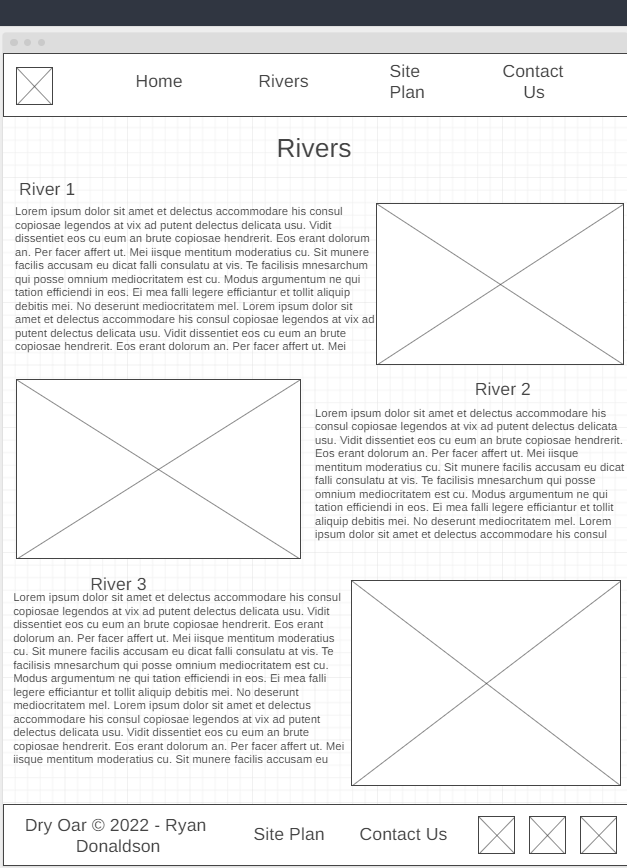 Home
Rivers
Site
Plan
Contact
Us
Rivers
River 1
Lorem ipsum dolor sit amet et delectus accommodare his consul
copiosae legendos at vix ad putent delectus delicata usu. Vidit
dissentiet eos cu eum an brute copiosae hendrerit. Eos erant dolorum
an. Per facer affert ut. Mei iisque mentitum moderatius cu. Sit munere
facilis accusam eu dicat falli consulatu at vis. Te facilisis mnesarchum
qui posse omnium mediocritatem est cu. Modus argumentum ne qui
tation efficiendi in eos. Ei mea falli legere efficiantur et tollit aliquip
debitis mei. No deserunt mediocritatem mel. Lorem ipsum dolor sit
amet et delectus accommodare his consul copiosae legendos at vix ad
putent delectus delicata usu. Vidit dissentiet eos cu eum an brute
copiosae hendrerit. Eos erant dolorum an. Per facer affert ut. Mei
River 2
Lorem ipsum dolor sit amet et delectus accommodare his
consul copiosae legendos at vix ad putent delectus delicata
usu. Vidit dissentiet eos cu eum an brute copiosae hendrerit.
Eos erant dolorum an. Per facer affert ut. Mei iisque
mentitum moderatius cu. Sit munere facilis accusam eu dicat
falli consulatu at vis. Te facilisis mnesarchum qui posse
omnium mediocritatem est cu. Modus argumentum ne qui
tation efficiendi in eos. Ei mea falli legere efficiantur et tollit
aliquip debitis mei. No deserunt mediocritatem mel. Lorem
ipsum dolor sit amet et delectus accommodare his consul
River 3
Lorem ipsum dolor sit amet et delectus accommodare his consul
copiosae legendos at vix ad putent delectus delicata usu. Vidit
dissentiet eos cu eum an brute copiosae hendrerit. Eos erant
dolorum an. Per facer affert ut. Mei iisque mentitum moderatius
cu. Sit munere facilis accusam eu dicat falli consulatu at vis. Te
facilisis mnesarchum qui posse omnium mediocritatem est cu.
Modus argumentum ne qui tation efficiendi in eos. Ei mea falli
legere efficiantur et tollit aliquip debitis mei. No deserunt
mediocritatem mel. Lorem ipsum dolor sit amet et delectus
accommodare his consul copiosae legendos at vix ad putent
delectus delicata usu. Vidit dissentiet eos cu eum an brute
copiosae hendrerit. Eos erant dolorum an. Per facer affert ut. Mei
iisque mentitum moderatius cu. Sit munere facilis accusam eu
Dry Oar © 2022 - Ryan
Donaldson
Site Plan
Contact Us